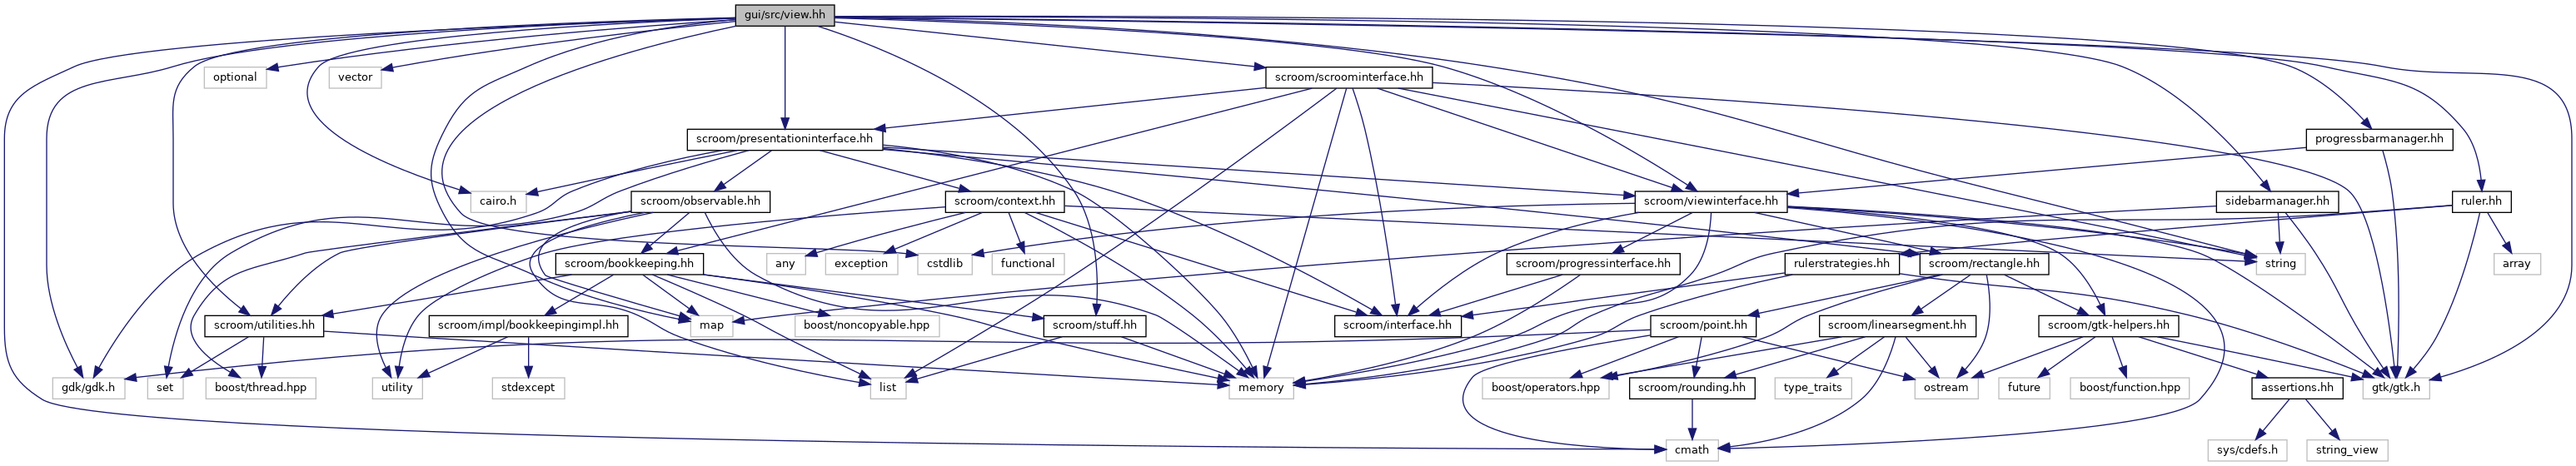 gui/src/view.hh
optional
vector
scroom/scroominterface.hh
scroom/presentationinterface.hh
progressbarmanager.hh
cairo.h
scroom/observable.hh
scroom/context.hh
scroom/viewinterface.hh
sidebarmanager.hh
ruler.hh
scroom/bookkeeping.hh
any
exception
cstdlib
functional
scroom/progressinterface.hh
rulerstrategies.hh
scroom/rectangle.hh
string
array
scroom/utilities.hh
scroom/impl/bookkeepingimpl.hh
map
boost/noncopyable.hpp
scroom/stuff.hh
scroom/interface.hh
scroom/point.hh
scroom/linearsegment.hh
scroom/gtk-helpers.hh
gdk/gdk.h
set
boost/thread.hpp
utility
stdexcept
list
memory
boost/operators.hpp
scroom/rounding.hh
type_traits
ostream
future
boost/function.hpp
assertions.hh
gtk/gtk.h
cmath
sys/cdefs.h
string_view